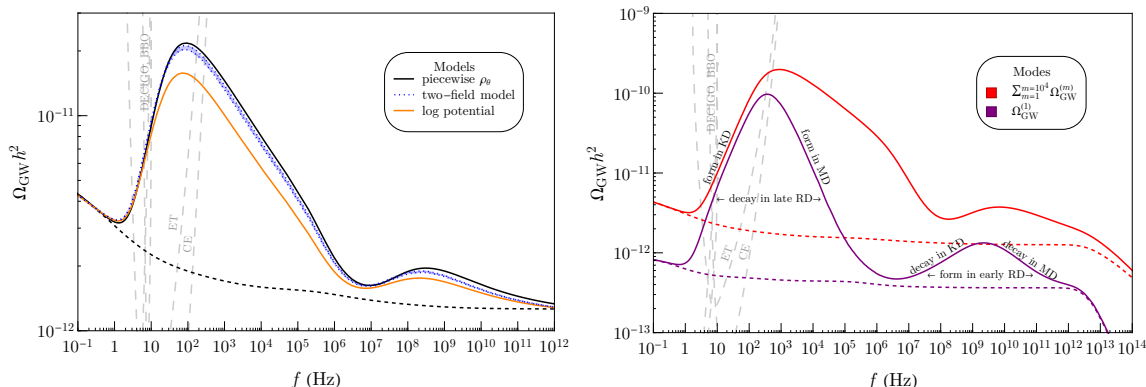 10⁻¹¹
10⁻¹²
Ω_GW h²
10⁻¹ 1 10 10² 10³ 10⁴ 10⁵ 10⁶ 10⁷ 10⁸ 10⁹ 10¹⁰ 10¹¹ 10¹²
f (Hz)
DECIGO
BBO
ET
CE
Models
piecewise ρ_θ
two-field model
log potential
10⁻⁹
10⁻¹⁰
10⁻¹¹
10⁻¹²
10⁻¹³
Ω_GW h²
10⁻¹ 1 10 10² 10³ 10⁴ 10⁵ 10⁶ 10⁷ 10⁸ 10⁹ 10¹⁰ 10¹¹ 10¹² 10¹³ 10¹⁴
f (Hz)
DECIGO
BBO
ET
CE
Modes
Σ_{m=1}^{m=10⁴} Ω_GW^{(m)}
Ω_GW^{(1)}
form in KD
form in MD
← decay in late RD→
decay in KD
decay in MD
← form in early RD→